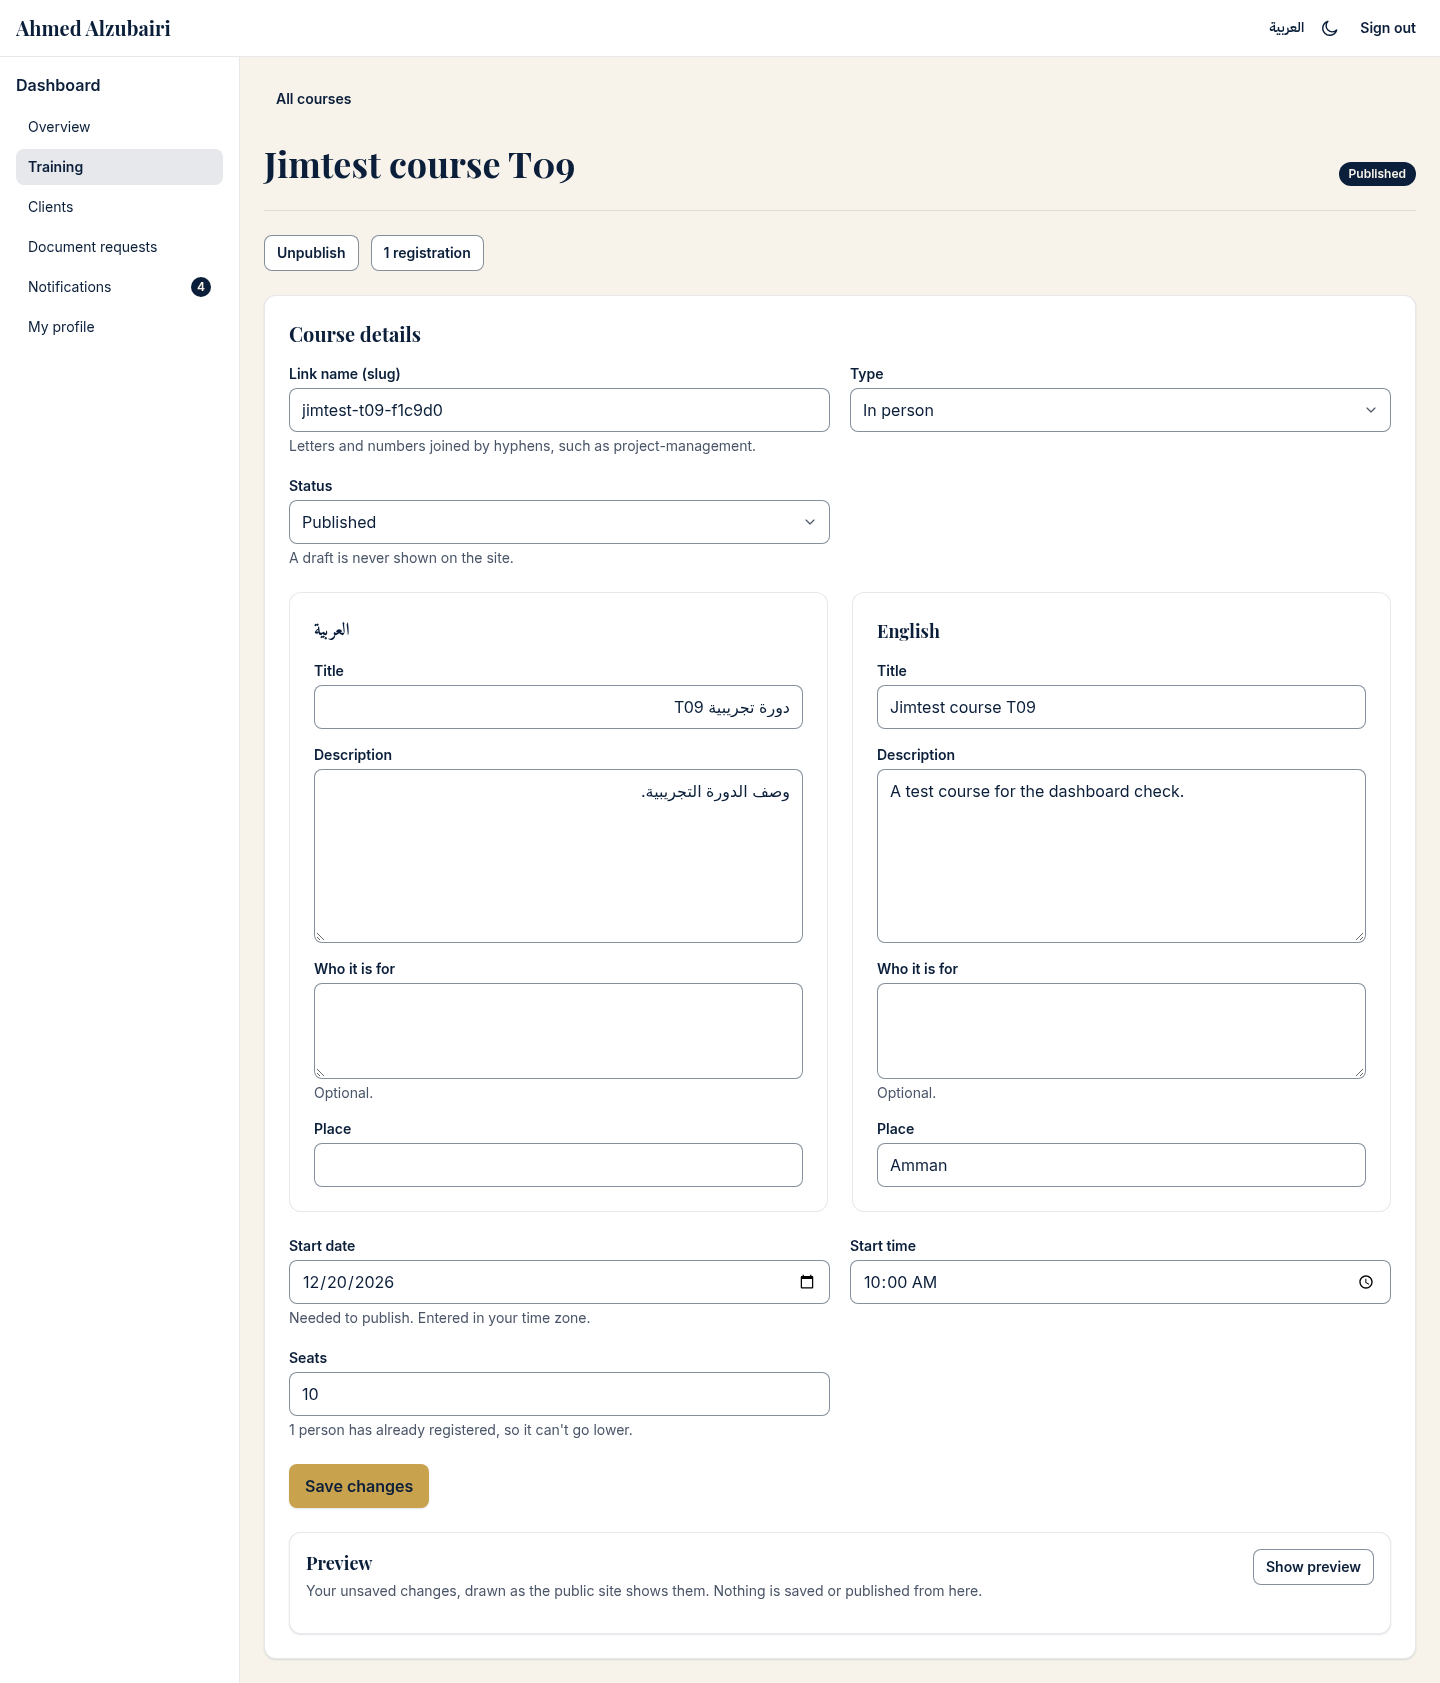 Ahmed Alzubairi
العربية
Sign out
Dashboard
Overview
Training
Clients
Document requests
Notifications
4
My profile
All courses
Jimtest course T09
Published
Unpublish
1 registration
Course details
Link name (slug)
jimtest-t09-f1c9d0
Letters and numbers joined by hyphens, such as project-management.
Type
In person
Status
Published
A draft is never shown on the site.
العربية
Title
دورة تجريبية T09
Description
وصف الدورة التجريبية.
Who it is for
Optional.
Place
English
Title
Jimtest course T09
Description
A test course for the dashboard check.
Who it is for
Optional.
Place
Amman
Start date
12/20/2026
Needed to publish. Entered in your time zone.
Start time
10:00 AM
Seats
10
1 person has already registered, so it can't go lower.
Save changes
Preview
Your unsaved changes, drawn as the public site shows them. Nothing is saved or published from here.
Show preview